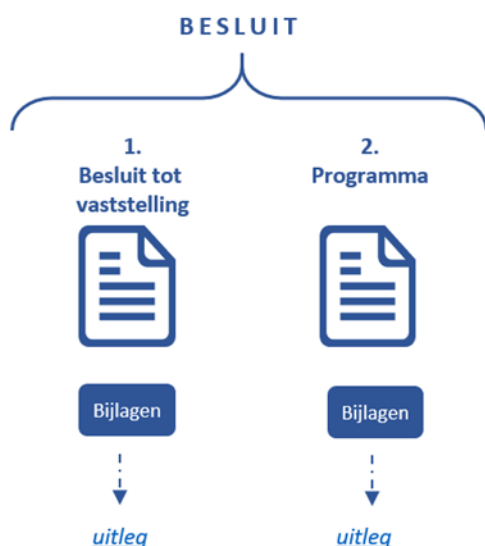 BESLUIT
1.
Besluit tot
vaststelling
2.
Programma
Bijlagen
Bijlagen
uitleg
uitleg